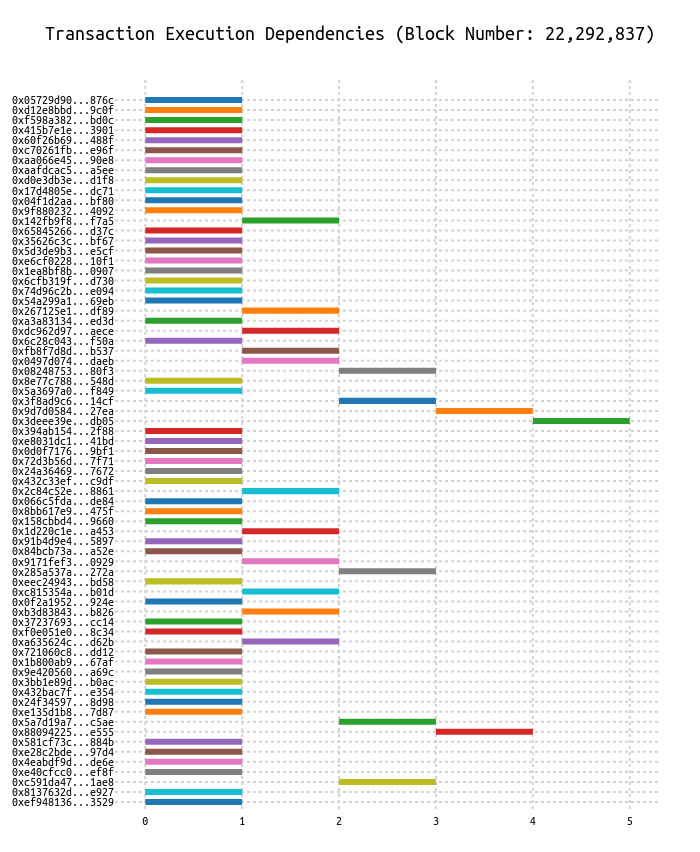 Transaction Execution Dependencies (Block Number: 22,292,837)
0x05729d90...876c
0xd12e8bbd...9c0f
0xf598a382...bd0c
0x415b7e1e...3901
0x60f26b69...488f
0xc70261fb...e96f
0xaa066e45...90e8
0xaafdcac5...a5ee
0xd0e3db3e...d1f8
0x17d4805e...dc71
0x04f1d2aa...bf80
0x9f880232...4092
0x142fb9f8...f7a5
0x65845266...d37c
0x35626c3c...bf67
0x5d3de9b3...e5cf
0xe6cf0228...10f1
0x1ea8bf8b...0907
0x6cfb319f...d730
0x74d96c2b...e094
0x54a299a1...69eb
0x267125e1...df89
0xa3a83134...ed3d
0xdc962d97...aece
0x6c28c043...f50a
0xfb8f7d8d...b537
0x0497d074...daeb
0x08248753...80f3
0x8e77c788...548d
0x5a3697a0...f849
0x3f8ad9c6...14cf
0x9d7d0584...27ea
0x3deee39e...db05
0x394ab154...2f88
0xe8031dc1...41bd
0x0d0f7176...9bf1
0x72d3b56d...7f71
0x24a36469...7672
0x432c33ef...c9df
0x2c84c52e...8861
0x066c5fda...de84
0x8bb617e9...475f
0x158cbbd4...9660
0x1d220c1e...a453
0x91b4d9e4...5897
0x84bcb73a...a52e
0x9171fef3...0929
0x285a537a...272a
0xeec24943...bd58
0xc815354a...b01d
0x0f2a1952...924e
0xb3d83843...b826
0x37237693...cc14
0xf0e051e0...8c34
0xa635624c...d62b
0x721060c8...dd12
0x1b800ab9...67af
0x9e420560...a69c
0x3bb1e89d...b0ac
0x432bac7f...e354
0x24f34597...8d98
0xe135d1b8...7d87
0x5a7d19a7...c5ae
0x88094225...e555
0x581cf73c...884b
0xe28c2bde...97d4
0x4eabdf9d...de6e
0xe40cfcc0...ef8f
0xc591da47...1ae8
0x8137632d...e927
0xef948136...3529
0 1 2 3 4 5